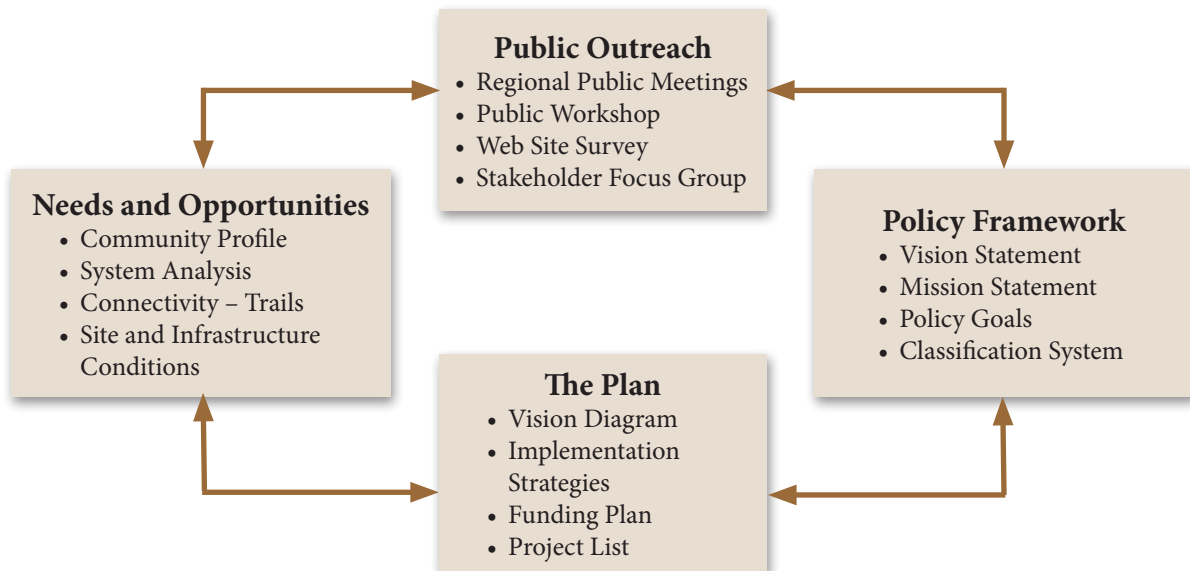 Public Outreach
• Regional Public Meetings
• Public Workshop
• Web Site Survey
• Stakeholder Focus Group
Needs and Opportunities
• Community Profile
• System Analysis
• Connectivity – Trails
• Site and Infrastructure
Conditions
Policy Framework
• Vision Statement
• Mission Statement
• Policy Goals
• Classification System
The Plan
• Vision Diagram
• Implementation
Strategies
• Funding Plan
• Project List